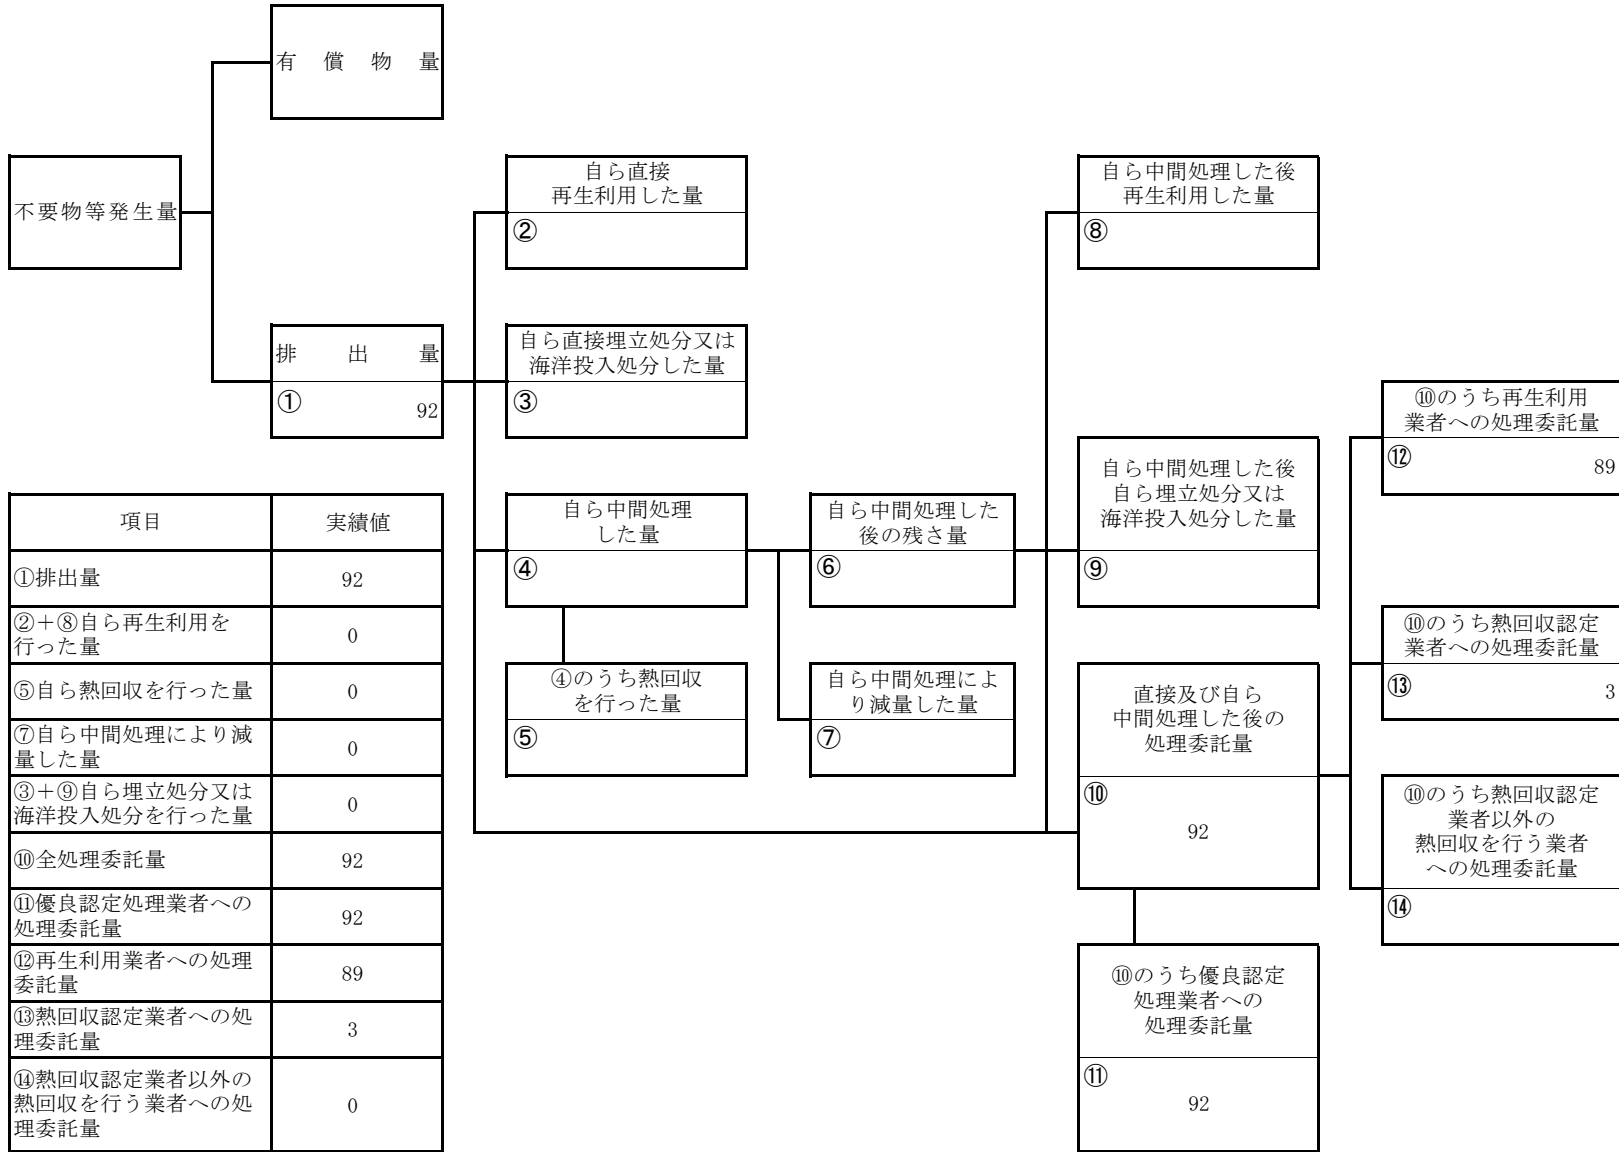 有償物量
不要物等発生量
自ら直接
再生利用した量
②
自ら中間処理した後
再生利用した量
⑧
排出量
①
92
自ら直接埋立処分又は
海洋投入処分した量
③
⑩のうち再生利用
業者への処理委託量
⑫
89
自ら中間処理した後
自ら埋立処分又は
海洋投入処分した量
⑨
自ら中間処理
した量
④
自ら中間処理した
後の残さ量
⑥
⑩のうち熱回収認定
業者への処理委託量
⑬
3
④のうち熱回収
を行った量
⑤
自ら中間処理によ
り減量した量
⑦
直接及び自ら
中間処理した後の
処理委託量
⑩
92
⑩のうち熱回収認定
業者以外の
熱回収を行う業者
への処理委託量
⑭
⑩のうち優良認定
処理業者への
処理委託量
⑪
92
項目 実績値
①排出量 92
②＋⑧自ら再生利用を
行った量 0
⑤自ら熱回収を行った量 0
⑦自ら中間処理により減
量した量 0
③＋⑨自ら埋立処分又は
海洋投入処分を行った量 0
⑩全処理委託量 92
⑪優良認定処理業者への
処理委託量 92
⑫再生利用業者への処理
委託量 89
⑬熱回収認定業者への処
理委託量 3
⑭熱回収認定業者以外の
熱回収を行う業者への処
理委託量 0